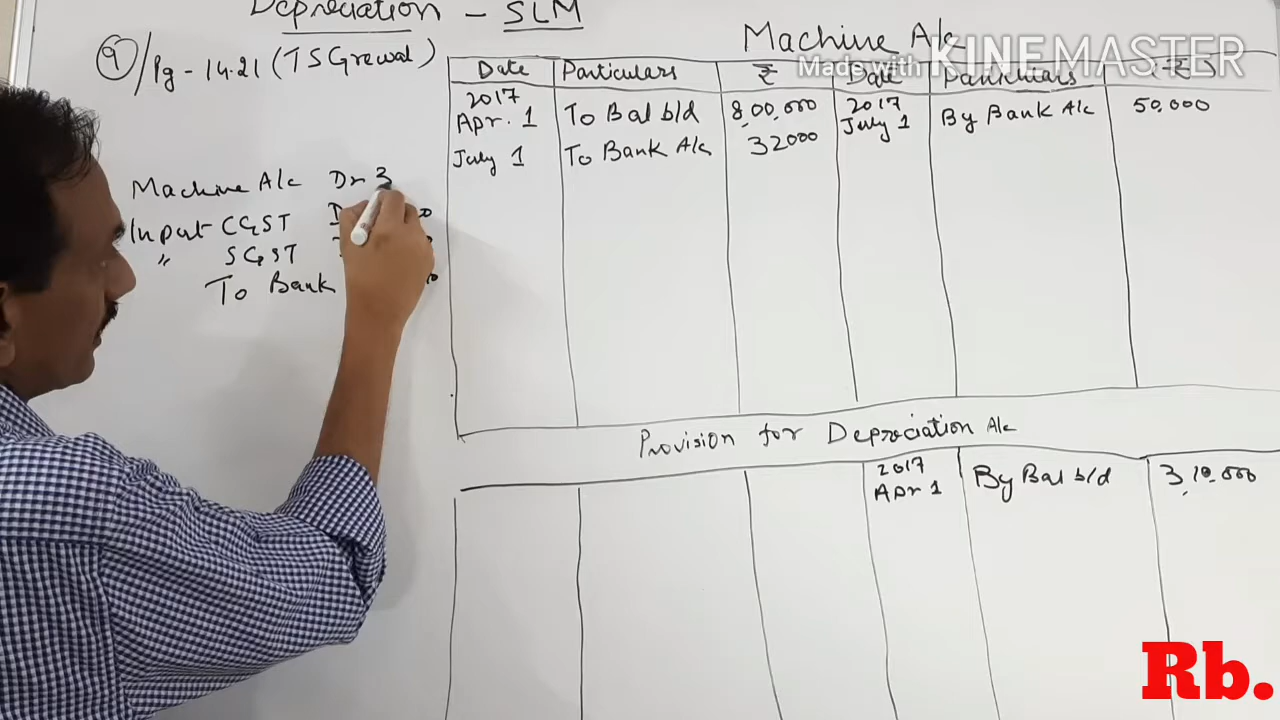 Depreciation - SLM
9/Pg-14.21 (TSGrewal)
Machine A/c Dr 3
Input CGST
" SGST
To Bank
Machine A/c
Made with KINEMASTER
Date Particulars ₹ Date Particulars ₹
2017 Apr. 1 To Bal b/d 8,00,000 2017 July 1 By Bank A/c 50,000
July 1 To Bank A/c 32000
Provision for Depreciation A/c
2017 Apr 1 By Bal b/d 3,10,000
Rb.